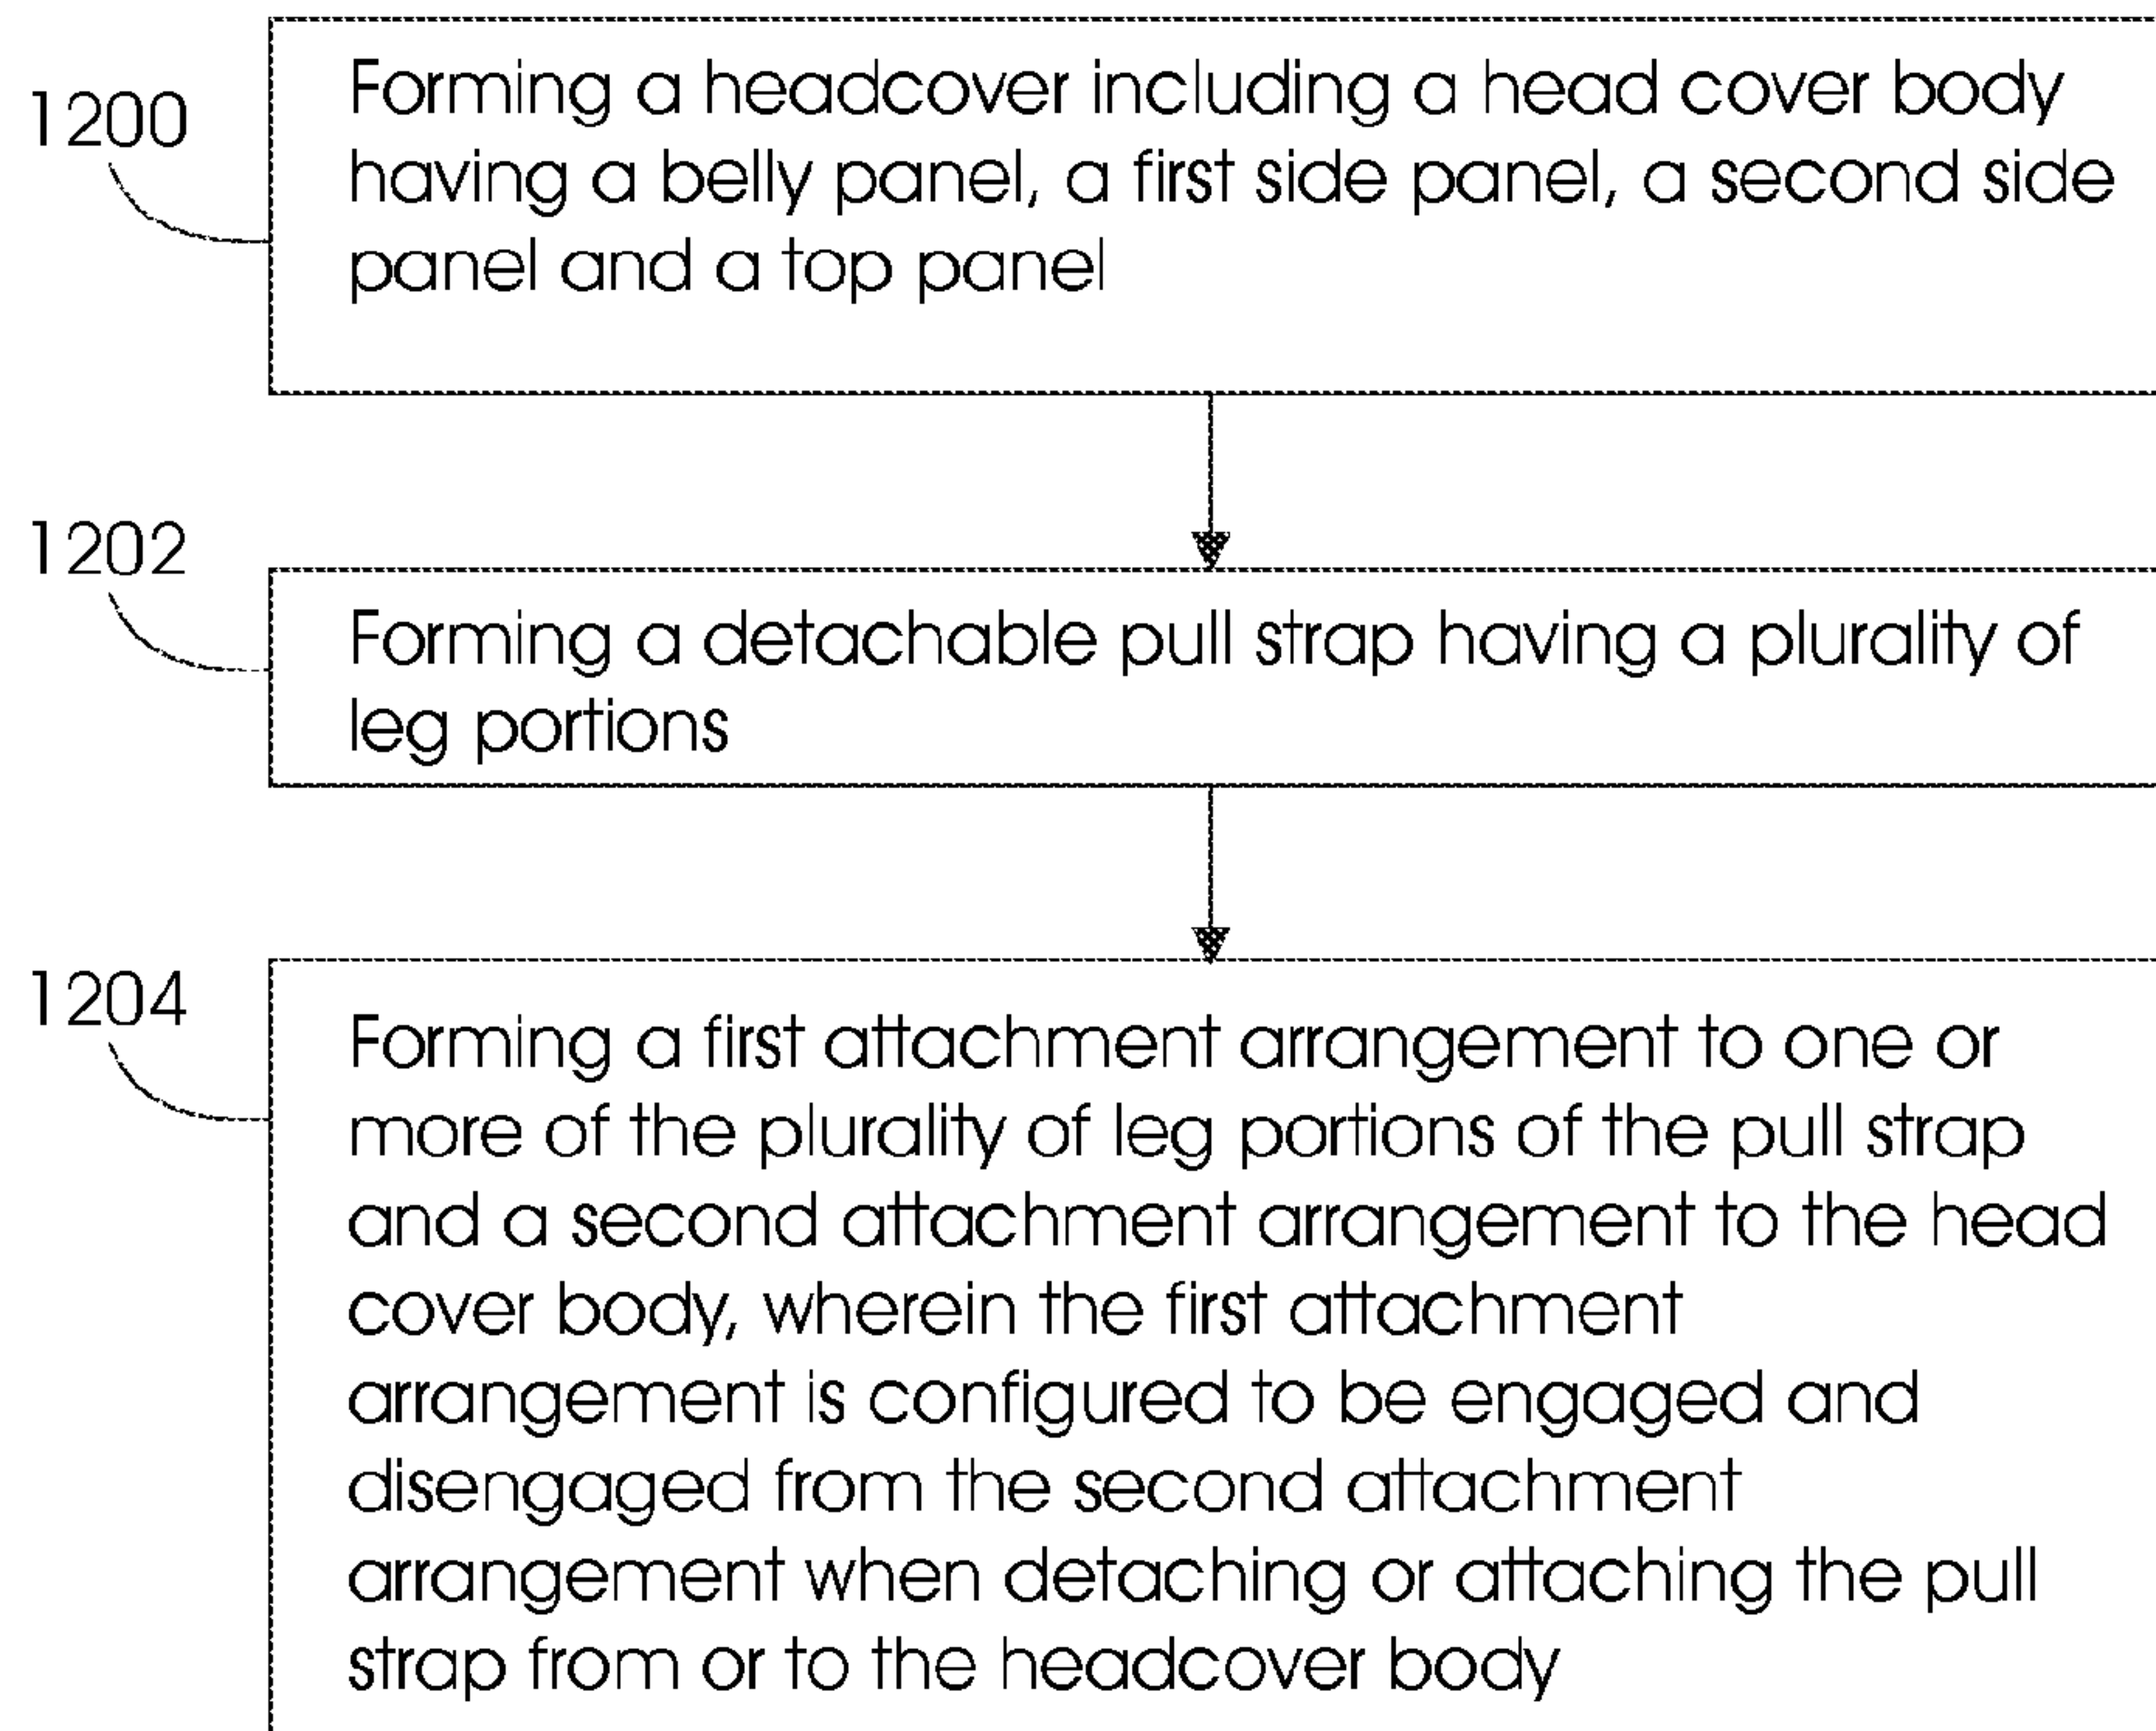 1200
Forming a headcover including a head cover body
having a belly panel, a first side panel, a second side
panel and a top panel
1202
Forming a detachable pull strap having a plurality of
leg portions
1204
Forming a first attachment arrangement to one or
more of the plurality of leg portions of the pull strap
and a second attachment arrangement to the head
cover body, wherein the first attachment
arrangement is configured to be engaged and
disengaged from the second attachment
arrangement when detaching or attaching the pull
strap from or to the headcover body